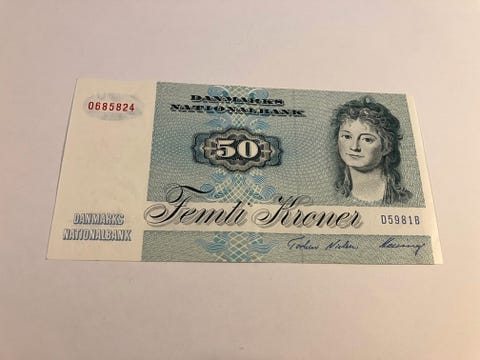 0685824
DANMARKS
NATIONALBANK
50
Femti Kroner
D5981B
DANMARKS
NATIONALBANK